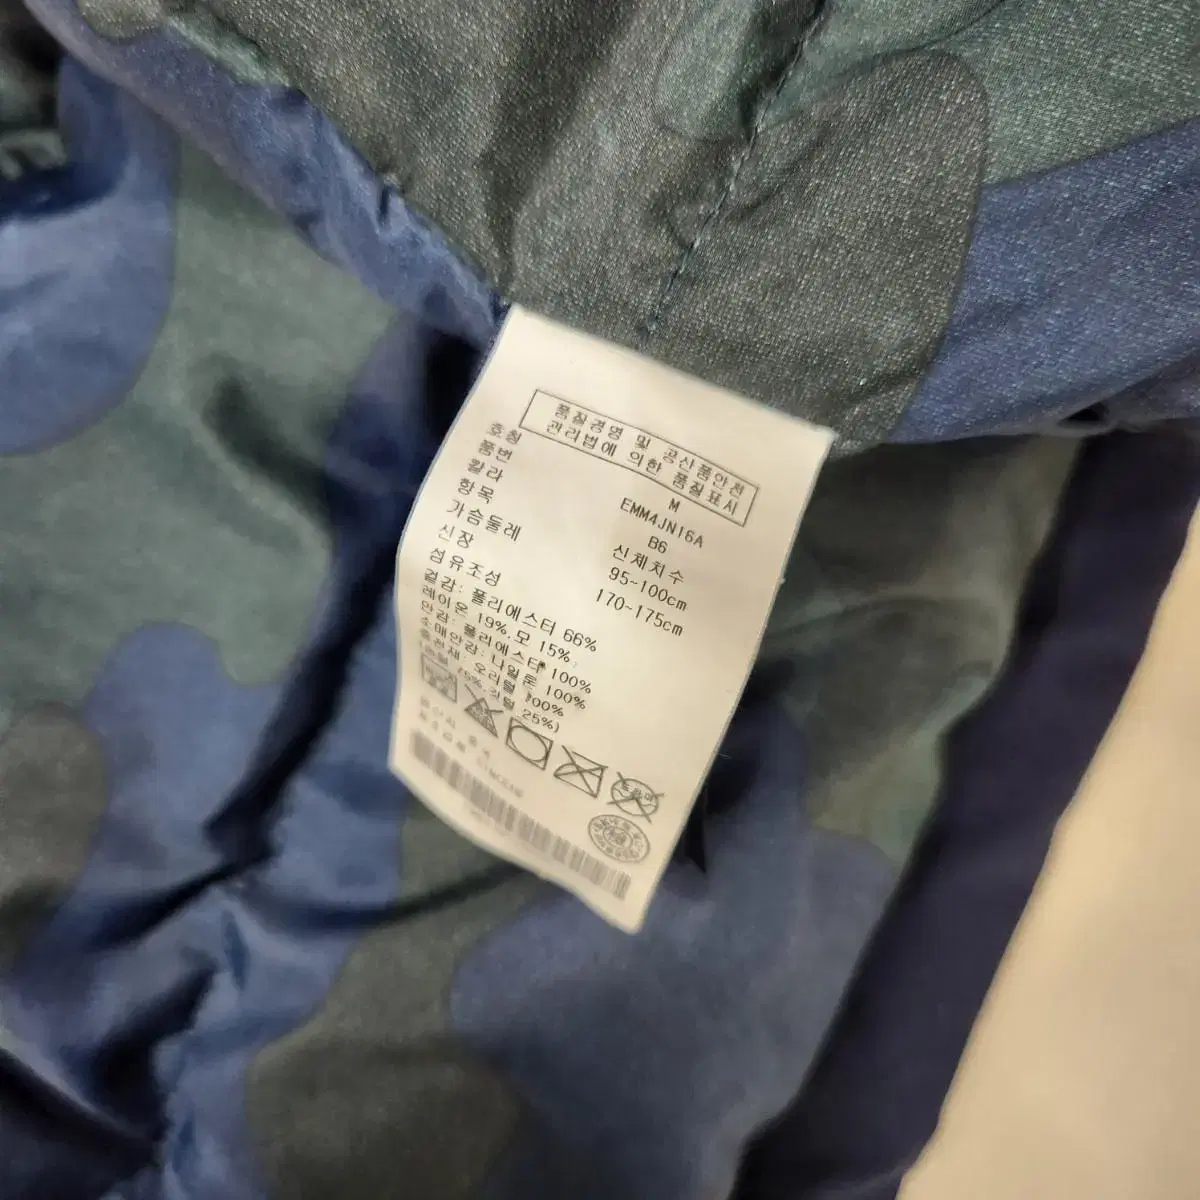 품질경영 및 공산품안전
관리법에 의한 품질표시
호칭 M
품번 EMM4JN16A
칼라 B6
항목 신체치수
가슴둘레 95~100cm
신장 170~175cm
섬유조성
겉감: 폴리에스터 66%
레이온 19%.모 15%
안감: 폴리에스터 100%
소매안감: 나일론 100%
충전재: 오리털 100%
75%.깃털 25%)